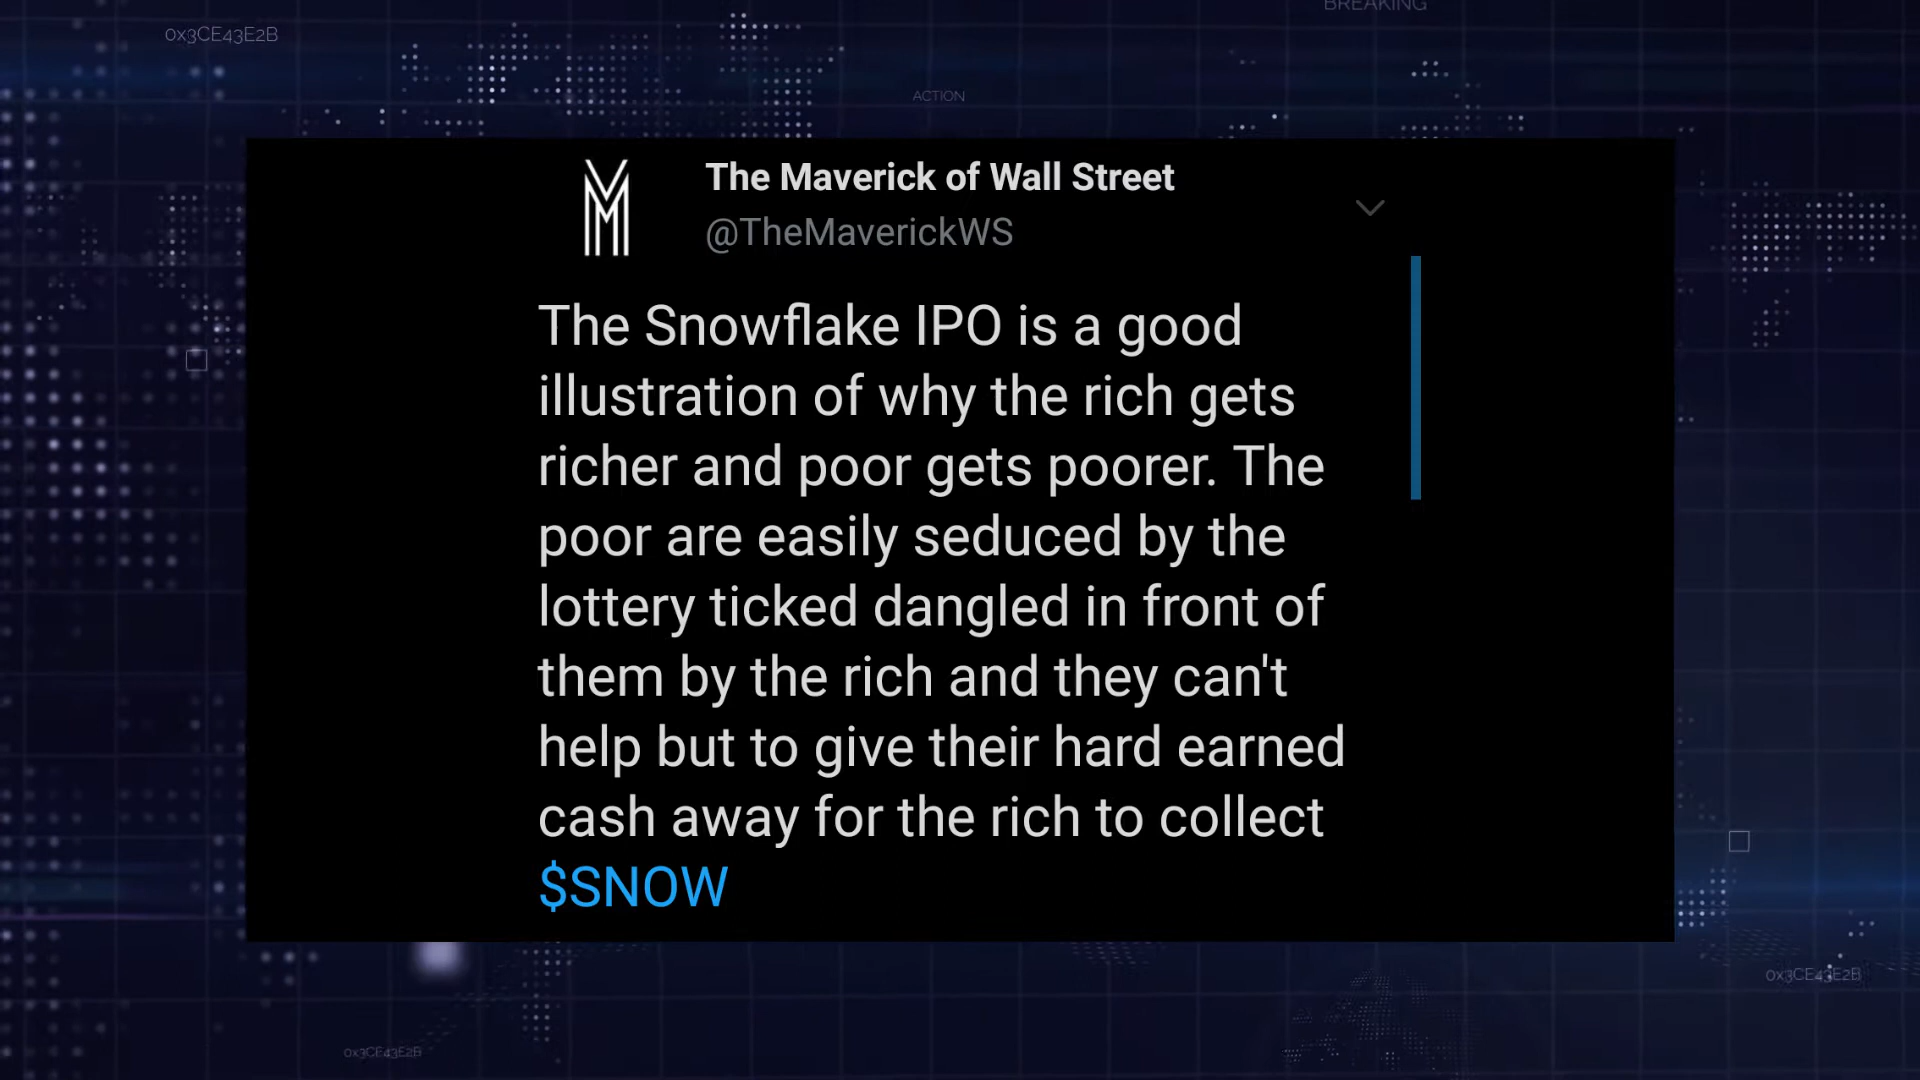 BREAKING
0x3CE43E2B
ACTION
The Maverick of Wall Street
@TheMaverickWS
The Snowflake IPO is a good
illustration of why the rich gets
richer and poor gets poorer. The
poor are easily seduced by the
lottery ticked dangled in front of
them by the rich and they can't
help but to give their hard earned
cash away for the rich to collect
$SNOW
0x3CE43E2B
0x3CE43E2B